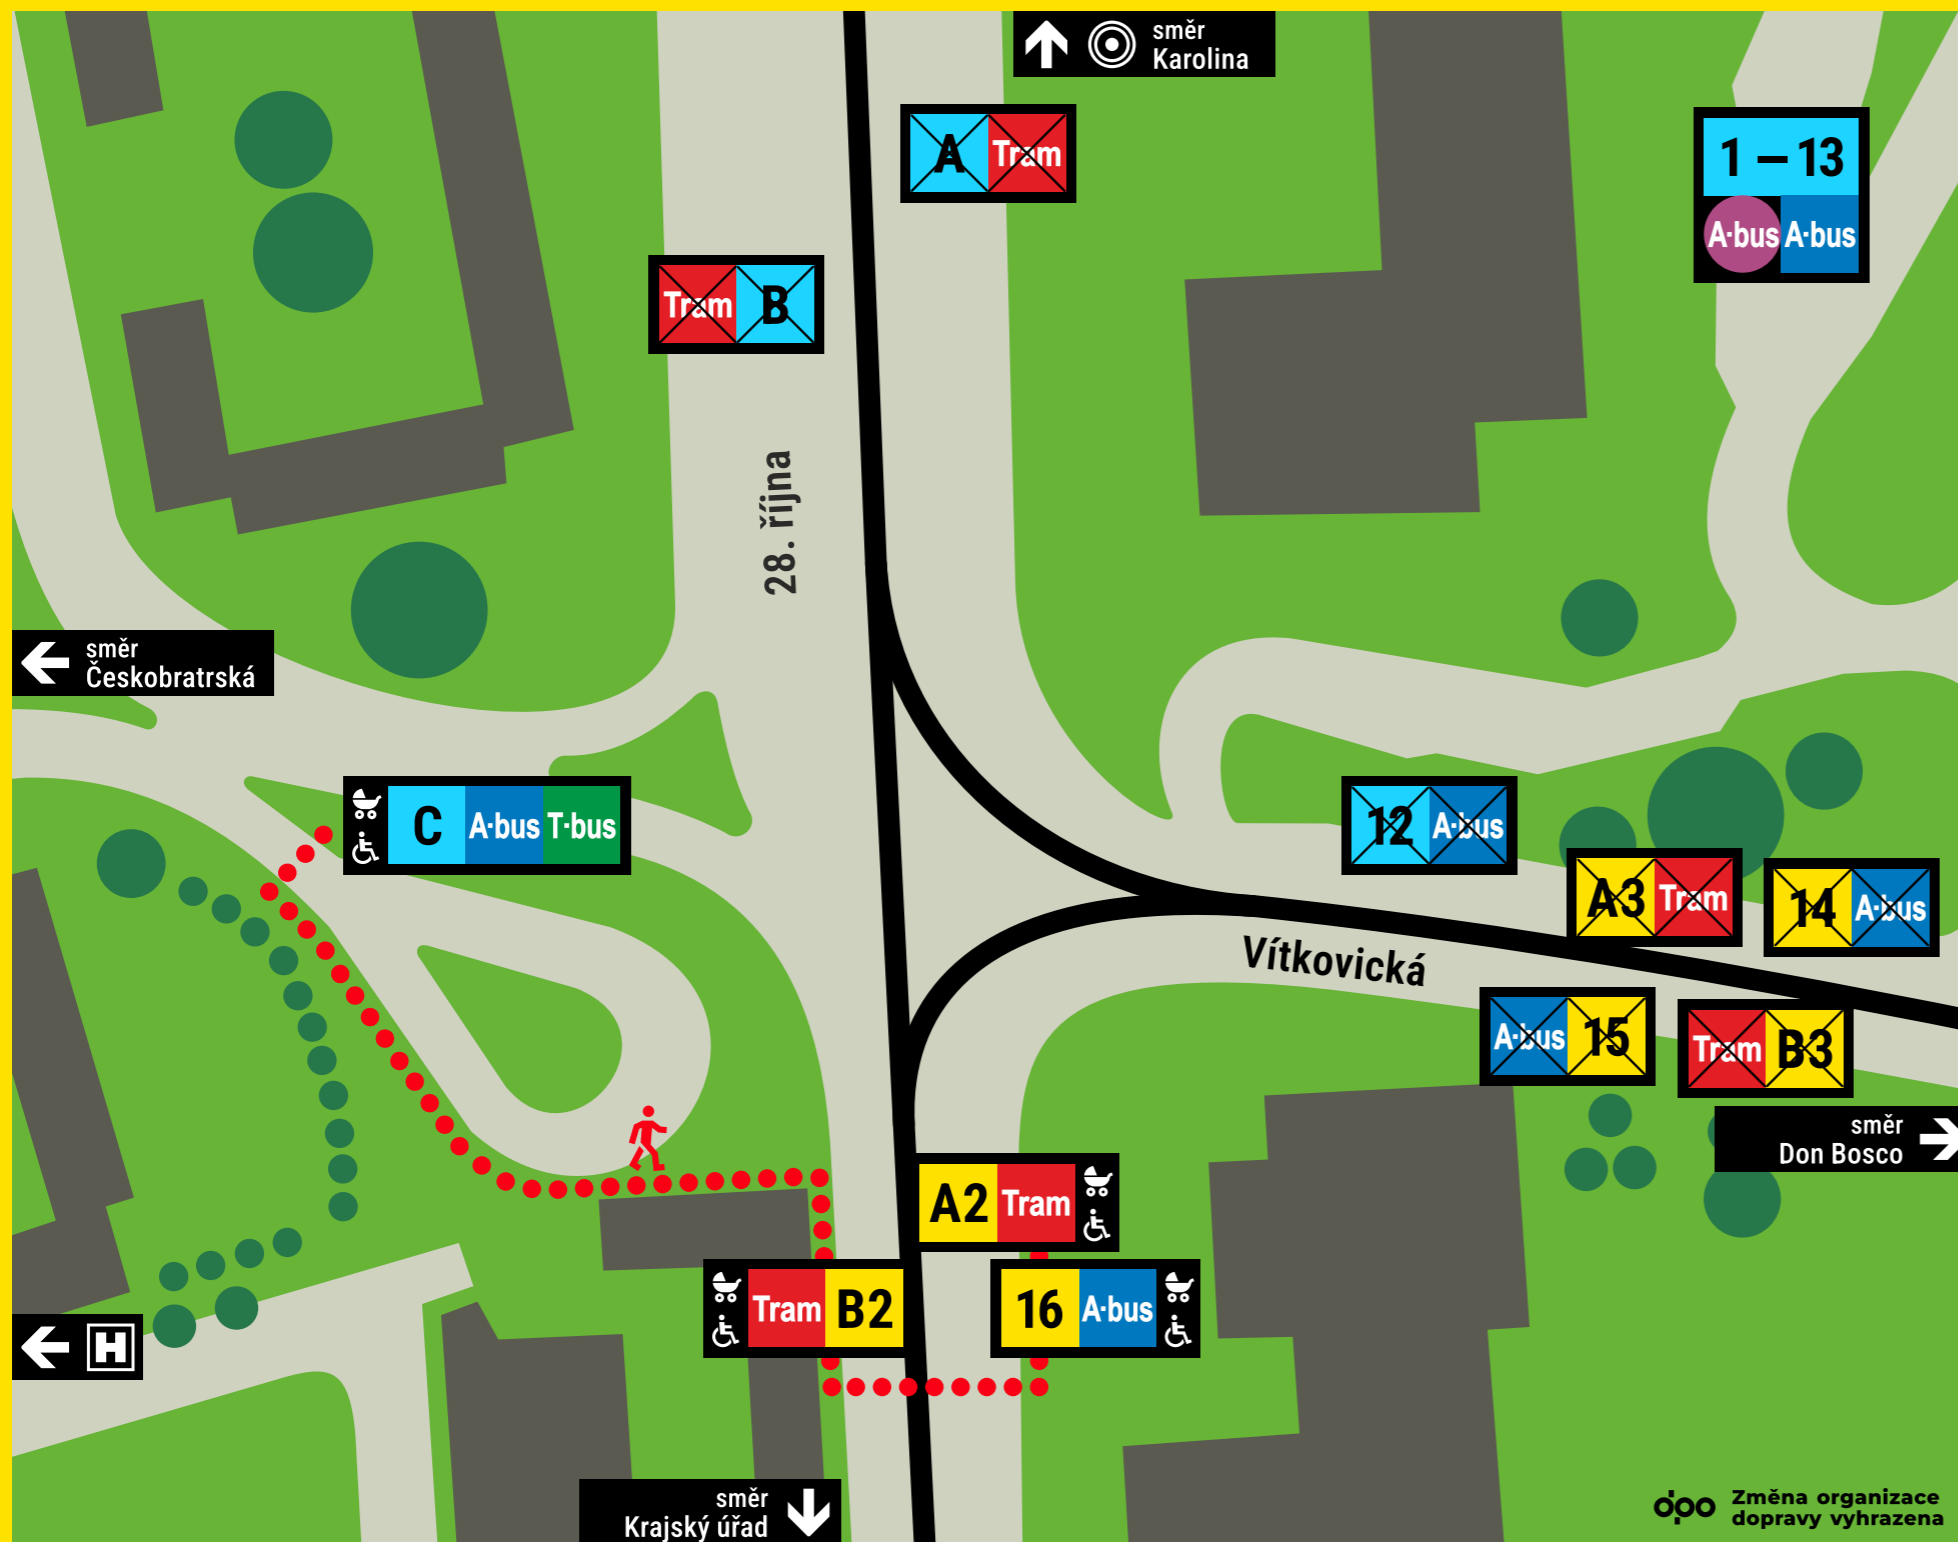 směr
Karolina
A Tram
1 – 13
A·bus A·bus
Tram B
28. října
směr
Českobratrská
C A·bus T·bus
12 A·bus
A3 Tram
14 A·bus
Vítkovická
A·bus 15
Tram B3
směr
Don Bosco
A2 Tram
Tram B2
16 A·bus
H
směr
Krajský úřad
dpo
Změna organizace
dopravy vyhrazena